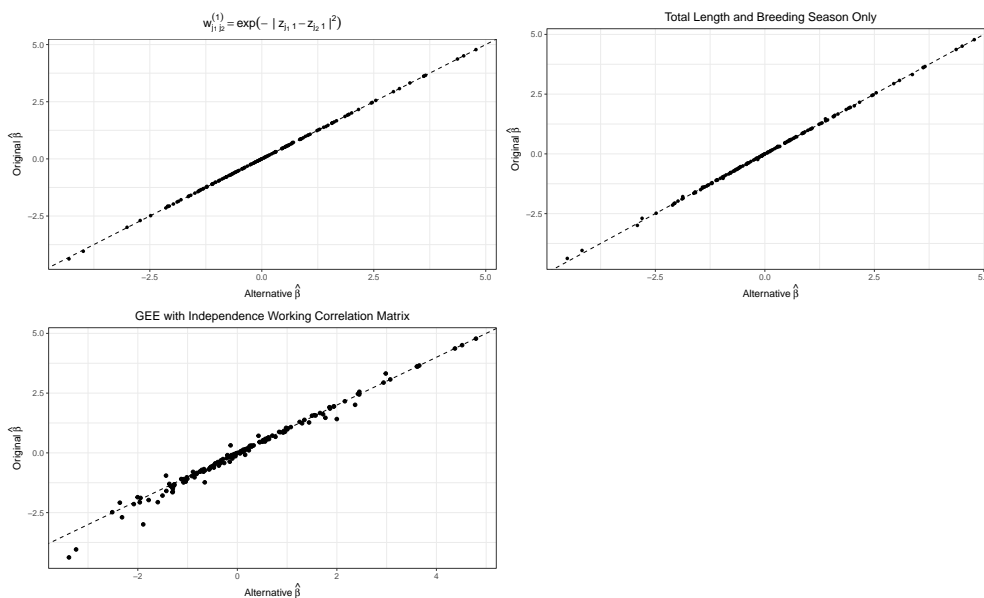 w_{j₁ j₂}^{(1)} = exp(− | z_{j₁ 1} − z_{j₂ 1} |²)
5.0
2.5
0.0
−2.5
−2.5
0.0
2.5
5.0
Original β̂
Alternative β̂
Total Length and Breeding Season Only
5.0
2.5
0.0
−2.5
−2.5
0.0
2.5
5.0
Original β̂
Alternative β̂
GEE with Independence Working Correlation Matrix
5.0
2.5
0.0
−2.5
−2
0
2
4
Original β̂
Alternative β̂